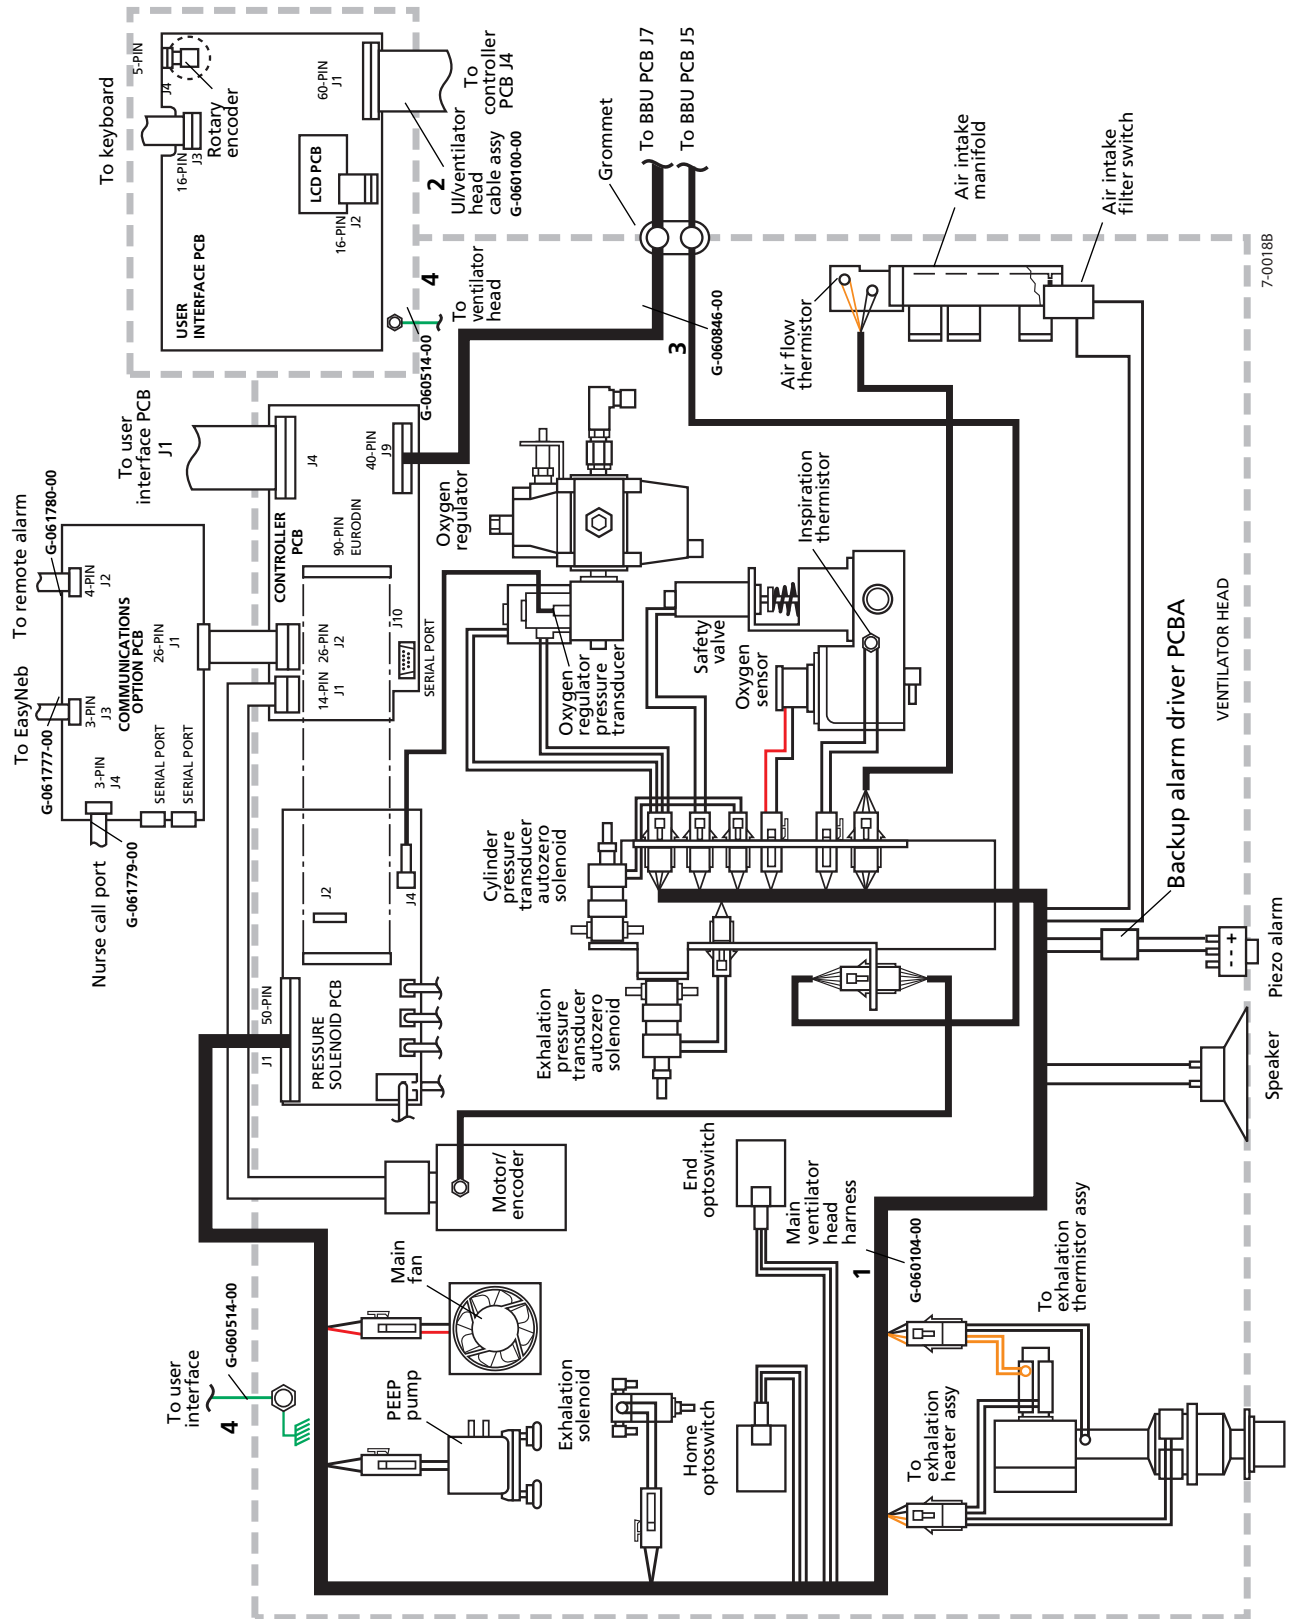 To keyboard
5-PIN
J4
16-PIN
J3
Rotary
encoder
60-PIN
J1
LCD PCB
16-PIN
J2
USER
INTERFACE PCB
To
controller
PCB J4
2
UI/ventilator
head
cable assy
G-060100-00
4
To
ventilator
head
G-060514-00
Grommet
To BBU PCB J7
To BBU PCB J5
3
G-060846-00
Air intake
manifold
Air intake
filter switch
7-0018B
Air flow
thermistor
To user
interface PCB
J1
To remote alarm
G-061780-00
4-PIN
J2
To EasyNeb
G-061777-00
3-PIN
J3
COMMUNICATIONS
OPTION PCB
26-PIN
J1
3-PIN
J4
SERIAL PORT
SERIAL PORT
Nurse call port
G-061779-00
CONTROLLER
PCB
J4
40-PIN
J9
90-PIN
EURODIN
26-PIN
J2
14-PIN
J1
J10
SERIAL PORT
Oxygen
regulator
Oxygen
regulator
pressure
transducer
Inspiration
thermistor
Safety
valve
Oxygen
sensor
J2
J4
50-PIN
J1
PRESSURE
SOLENOID PCB
Cylinder
pressure
transducer
autozero
solenoid
Exhalation
pressure
transducer
autozero
solenoid
VENTILATOR HEAD
Backup alarm driver PCBA
- - +
Piezo alarm
Speaker
Motor/
encoder
End
optoswitch
Main
ventilator
head
harness
1
G-060104-00
Main
fan
To user
interface
G-060514-00
4
PEEP
pump
Exhalation
solenoid
Home
optoswitch
To
exhalation
thermistor assy
To
exhalation
heater assy